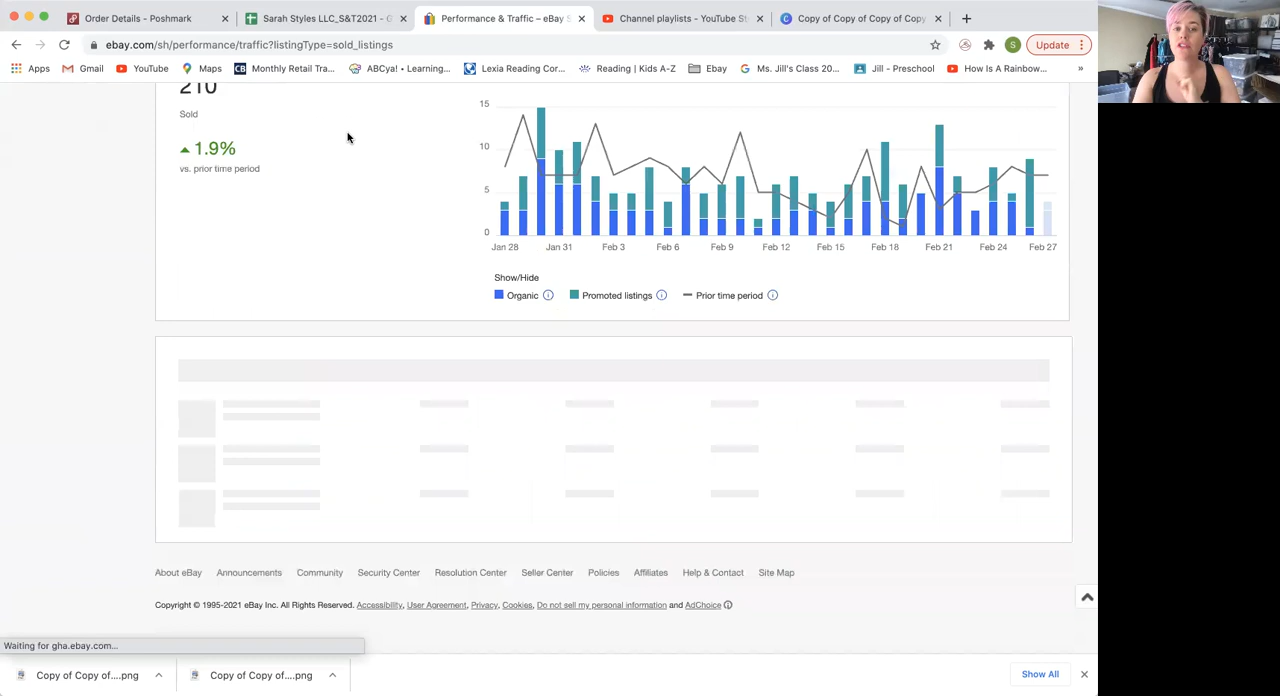 Order Details - Poshmark
Sarah Styles LLC_S&T2021 - G
Performance & Traffic – eBay S
Channel playlists - YouTube St
Copy of Copy of Copy of Copy
ebay.com/sh/performance/traffic?listingType=sold_listings
S
Update
Apps
Gmail
YouTube
Maps
Monthly Retail Tra...
ABCya! • Learning...
Lexia Reading Cor...
Reading | Kids A-Z
Ebay
Ms. Jill's Class 20...
Jill - Preschool
How Is A Rainbow...
»
210
Sold
1.9%
vs. prior time period
15
10
5
0
Jan 28
Jan 31
Feb 3
Feb 6
Feb 9
Feb 12
Feb 15
Feb 18
Feb 21
Feb 24
Feb 27
Show/Hide
Organic
Promoted listings
Prior time period
About eBay
Announcements
Community
Security Center
Resolution Center
Seller Center
Policies
Affiliates
Help & Contact
Site Map
Copyright © 1995-2021 eBay Inc. All Rights Reserved. Accessibility, User Agreement, Privacy, Cookies, Do not sell my personal information and AdChoice
Waiting for gha.ebay.com...
Copy of Copy of....png
Copy of Copy of....png
Show All